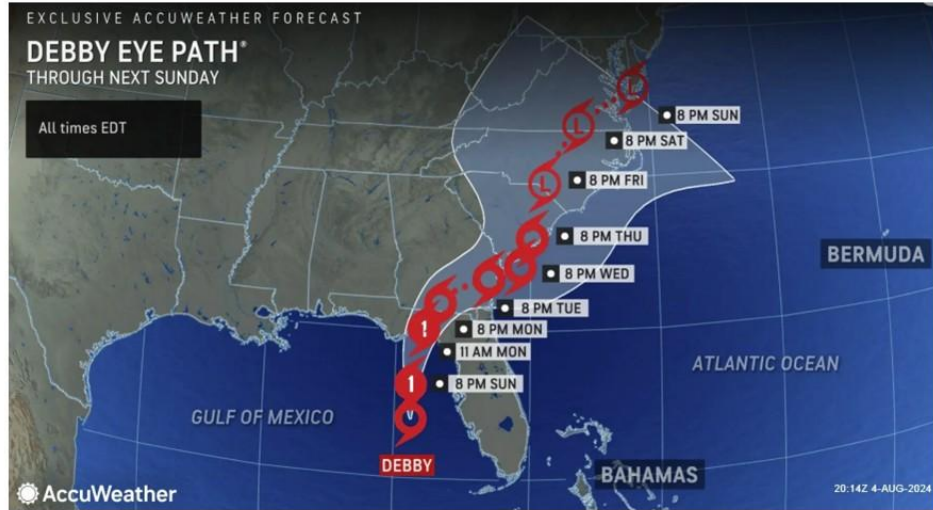 EXCLUSIVE ACCUWEATHER FORECAST
DEBBY EYE PATH*
THROUGH NEXT SUNDAY
All times EDT
L
8 PM SUN
L
8 PM SAT
L
8 PM FRI
8 PM THU
BERMUDA
8 PM WED
8 PM TUE
1
8 PM MON
11 AM MON
ATLANTIC OCEAN
1
8 PM SUN
GULF OF MEXICO
DEBBY
BAHAMAS
AccuWeather
20:14Z 4-AUG-2024